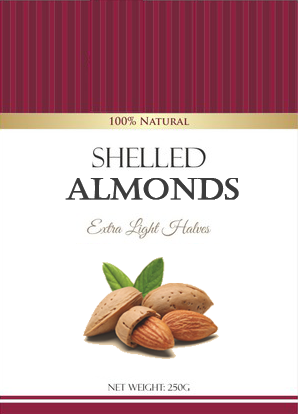 100% Natural
SHELLED
ALMONDS
Extra Light Halves
NET WEIGHT: 250G